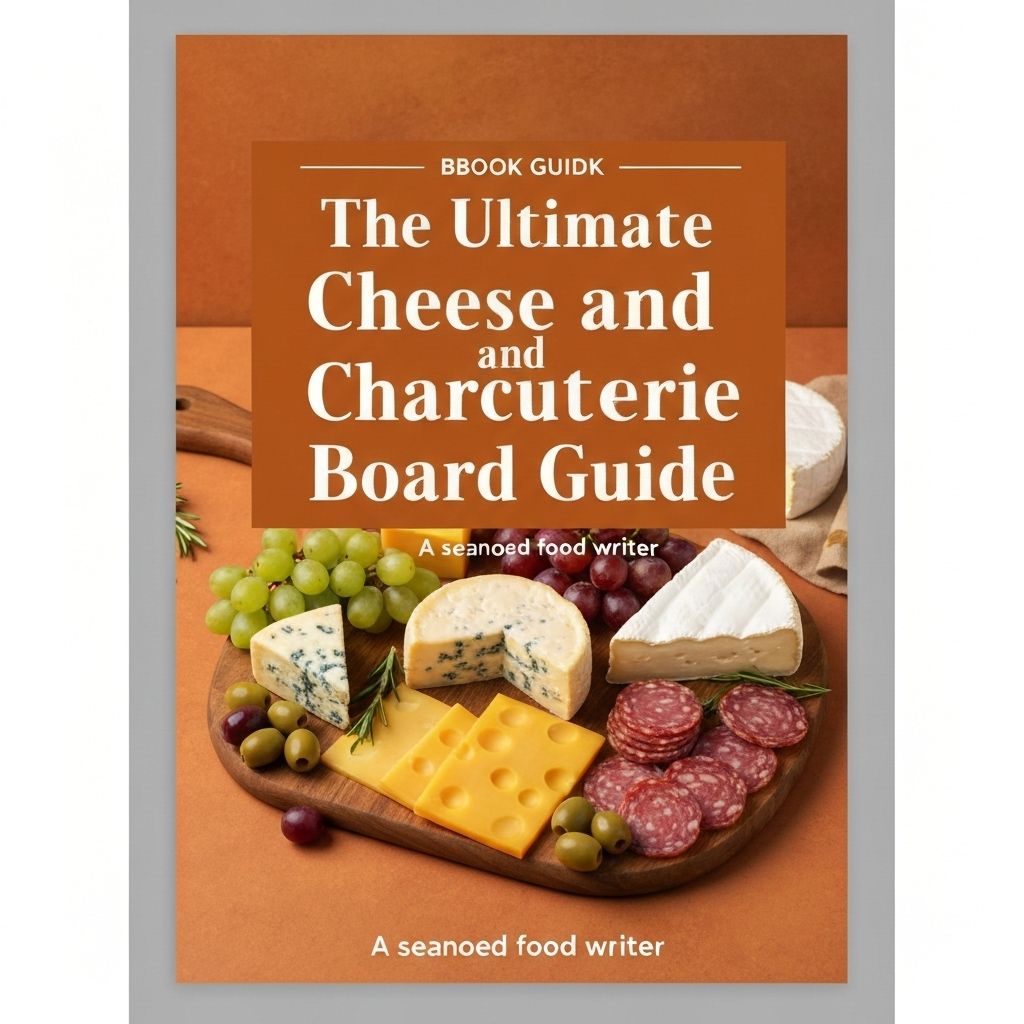 BBOOK GUIDK
The Ultimate
Cheese and
and
Charcuterie
Board Guide
A seanoed food writer
A seanoed food writer